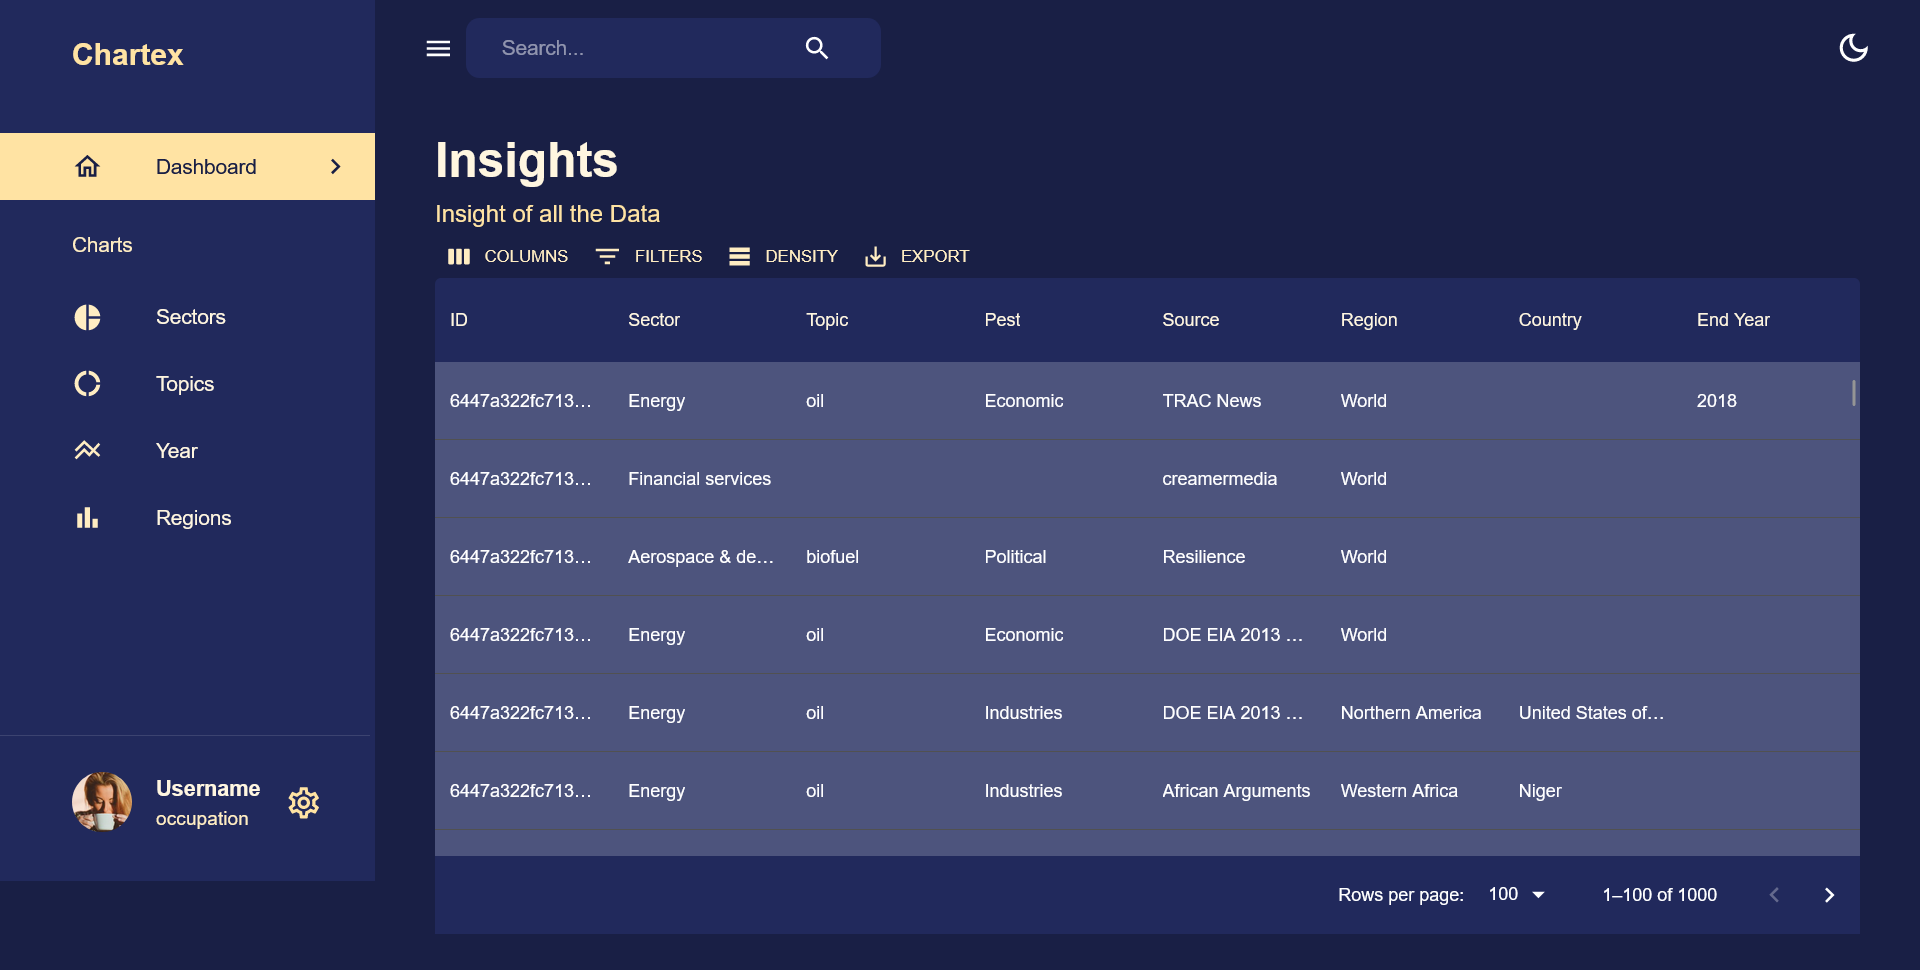 Chartex
Search...
Dashboard
Charts
Sectors
Topics
Year
Regions
Username
occupation
Insights
Insight of all the Data
COLUMNS FILTERS DENSITY EXPORT
ID Sector Topic Pest Source Region Country End Year
6447a322fc713... Energy oil Economic TRAC News World 2018
6447a322fc713... Financial services creamermedia World
6447a322fc713... Aerospace & de... biofuel Political Resilience World
6447a322fc713... Energy oil Economic DOE EIA 2013 ... World
6447a322fc713... Energy oil Industries DOE EIA 2013 ... Northern America United States of...
6447a322fc713... Energy oil Industries African Arguments Western Africa Niger
Rows per page: 100 1–100 of 1000